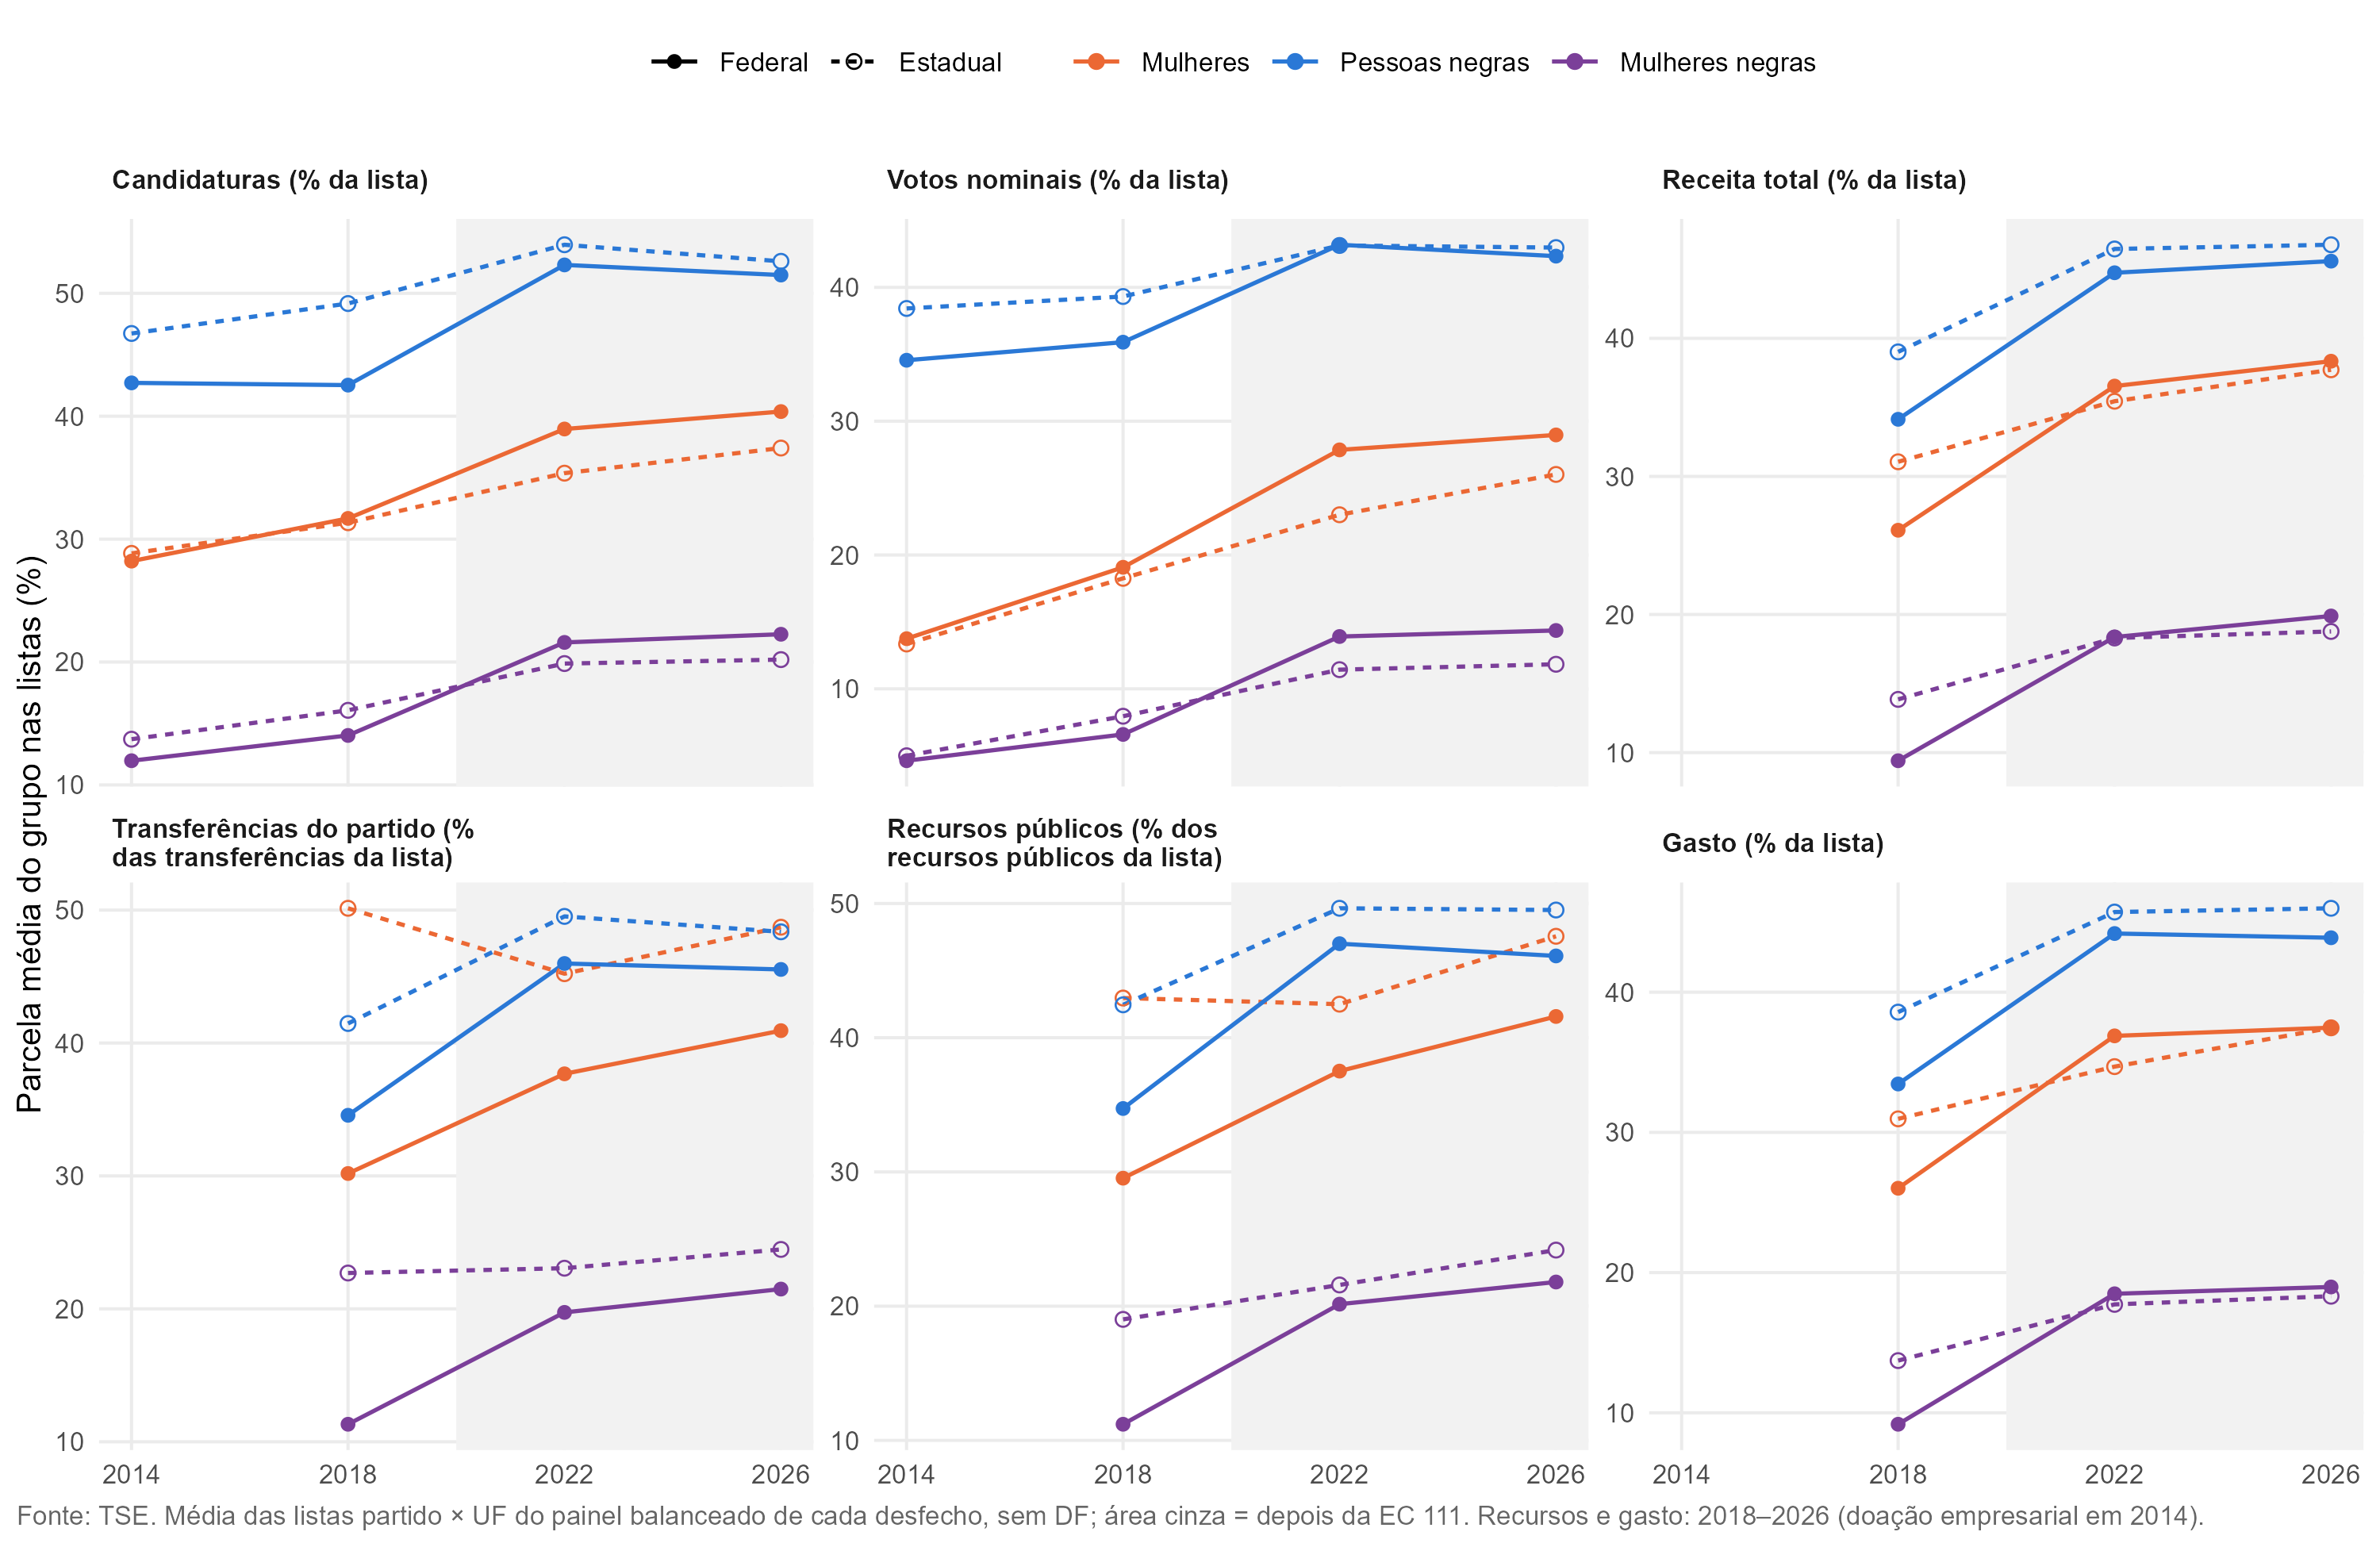 Federal Estadual Mulheres Pessoas negras Mulheres negras
Parcela média do grupo nas listas (%)
Candidaturas (% da lista)
50
40
30
20
10
Votos nominais (% da lista)
40
30
20
10
Receita total (% da lista)
40
30
20
10
Transferências do partido (%
das transferências da lista)
50
40
30
20
10
2014 2018 2022 2026
Recursos públicos (% dos
recursos públicos da lista)
50
40
30
20
10
2014 2018 2022 2026
Gasto (% da lista)
40
30
20
10
2014 2018 2022 2026
Fonte: TSE. Média das listas partido × UF do painel balanceado de cada desfecho, sem DF; área cinza = depois da EC 111. Recursos e gasto: 2018–2026 (doação empresarial em 2014).